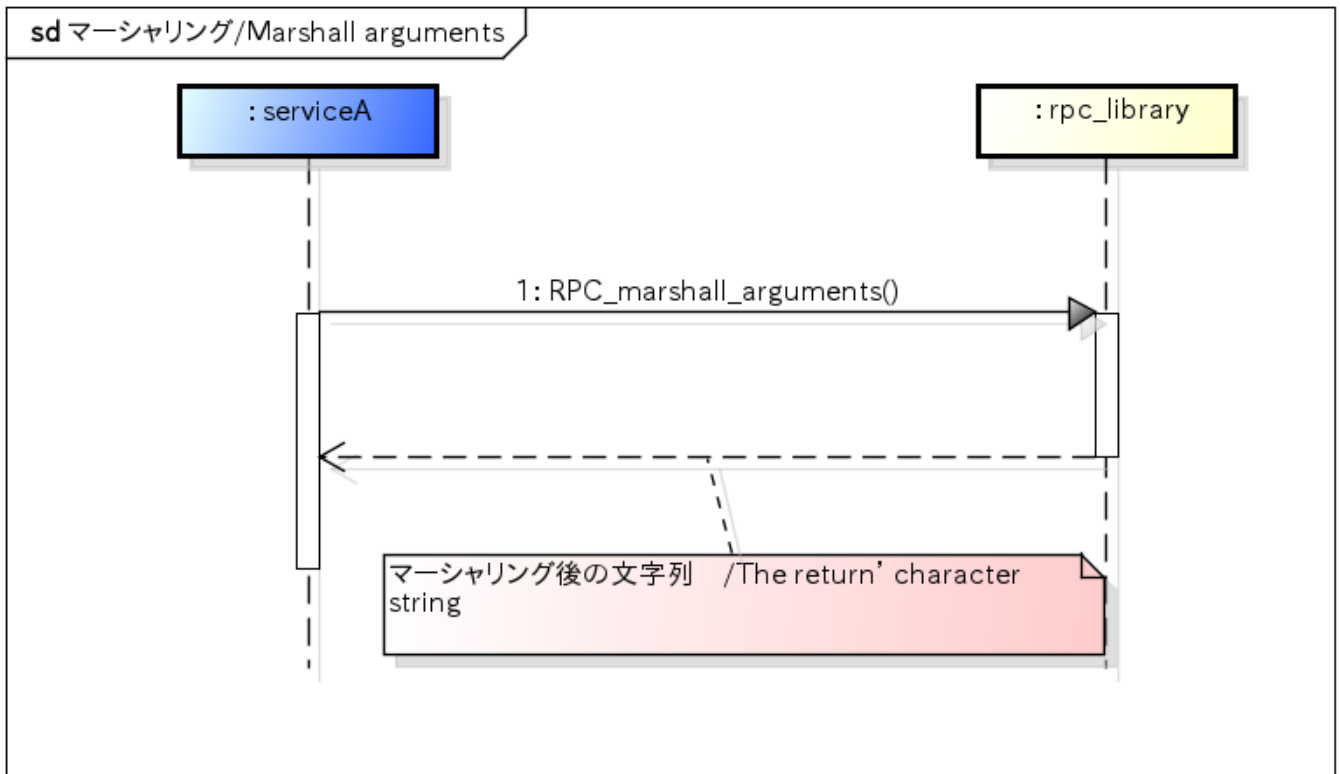 sd マーシャリング/Marshall arguments
: serviceA
: rpc_library
1: RPC_marshall_arguments()
マーシャリング後の文字列　/The return’ character
string